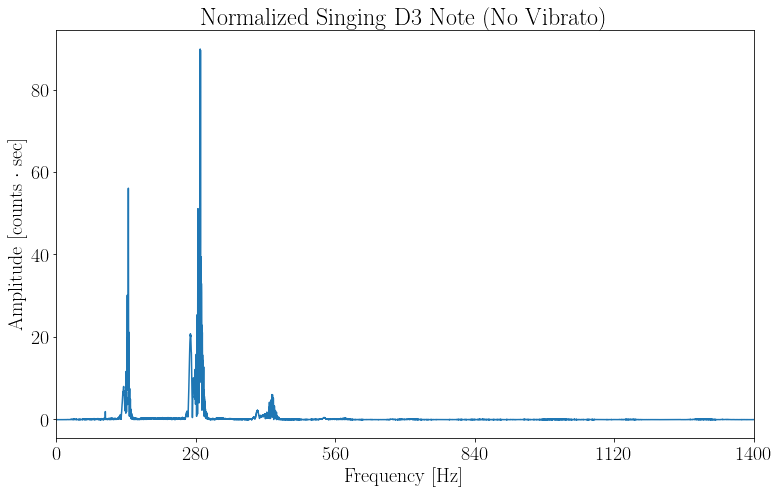 Normalized Singing D3 Note (No Vibrato)
Amplitude [counts · sec]
80
60
40
20
0
0 280 560 840 1120 1400
Frequency [Hz]